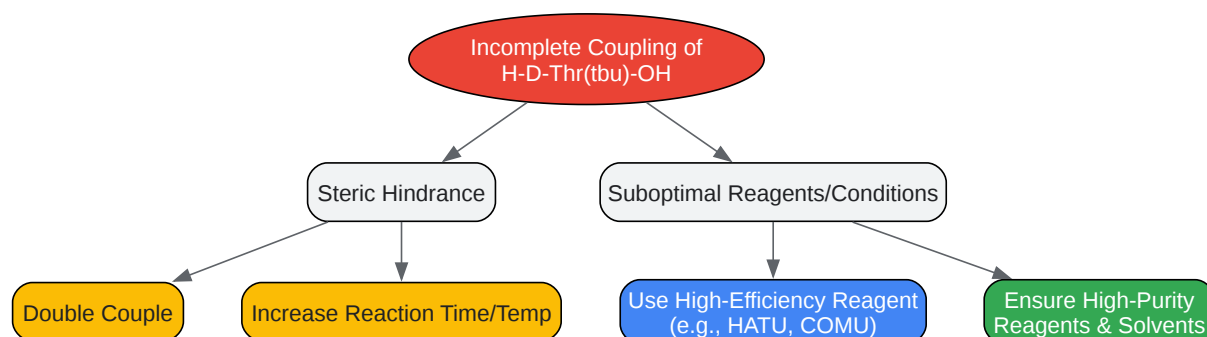 Incomplete Coupling of
H-D-Thr(tbu)-OH
Steric Hindrance
Suboptimal Reagents/Conditions
Double Couple
Increase Reaction Time/Temp
Use High-Efficiency Reagent
(e.g., HATU, COMU)
Ensure High-Purity
Reagents & Solvents